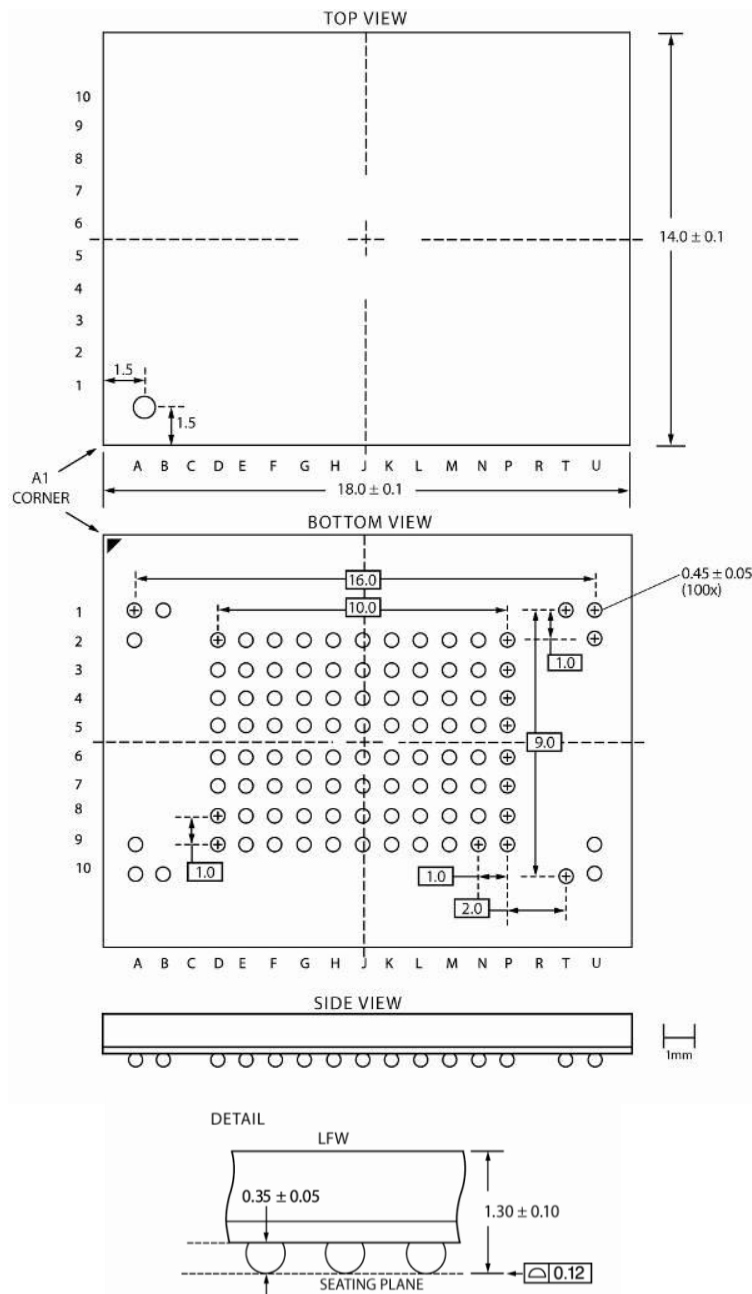 TOP VIEW
10
9
8
7
6
5
4
3
2
1
14.0 ± 0.1
1.5
1.5
A B C D E F G H J K L M N P R T U
18.0 ± 0.1
A1
CORNER
BOTTOM VIEW
16.0
10.0
0.45 ± 0.05
(100x)
1
2
3
4
5
6
7
8
9
10
1.0
9.0
1.0
1.0
2.0
A B C D E F G H J K L M N P R T U
SIDE VIEW
1mm
DETAIL
LFW
0.35 ± 0.05
1.30 ± 0.10
SEATING PLANE
0.12